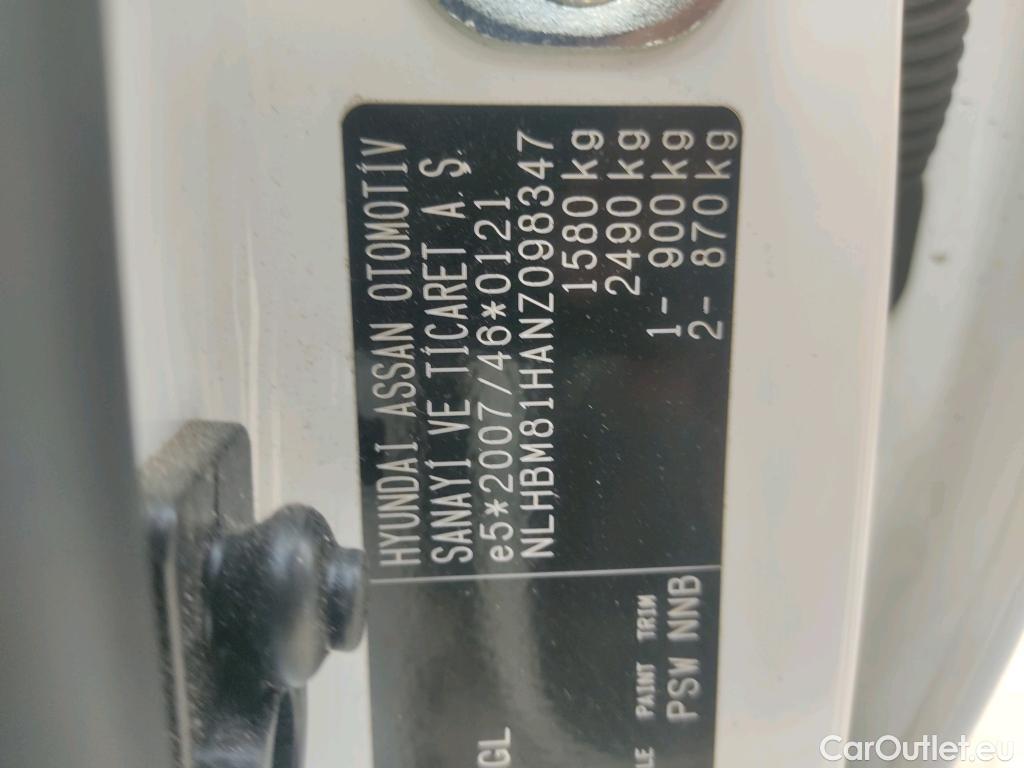 HYUNDAİ ASSAN OTOMOTİV
SANAYİ VE TİCARET A.Ş.
e5*2007/46*0121
NLHBM81HANZ098347
1580 kg
2490 kg
1- 900 kg
2- 870 kg
GL
PAINT TRIM
PSW NNB
CarOutlet.eu